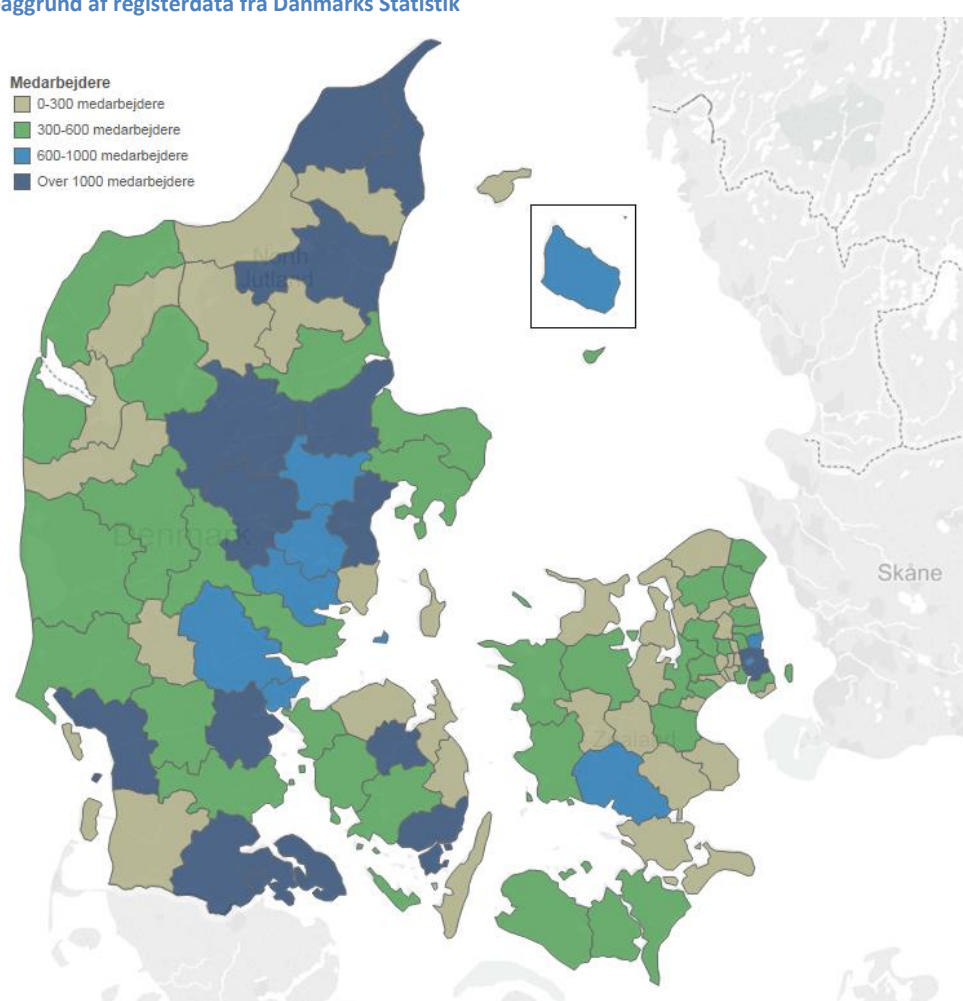 aggrund af registerdata fra Danmarks Statistik
Medarbejdere
0-300 medarbejdere
300-600 medarbejdere
600-1000 medarbejdere
Over 1000 medarbejdere
North
Jutland
Denmark
Skåne
Zealand